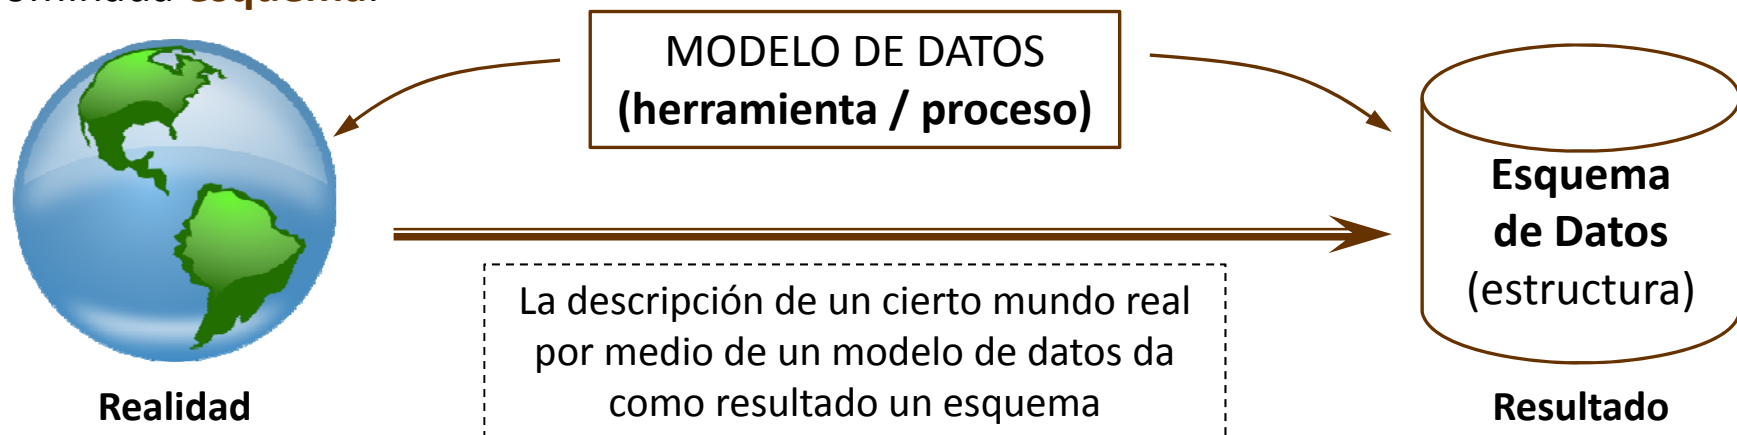 esquema.
MODELO DE DATOS
(herramienta / proceso)
Esquema
de Datos
(estructura)
La descripción de un cierto mundo real
por medio de un modelo de datos da
como resultado un esquema
Realidad
Resultado